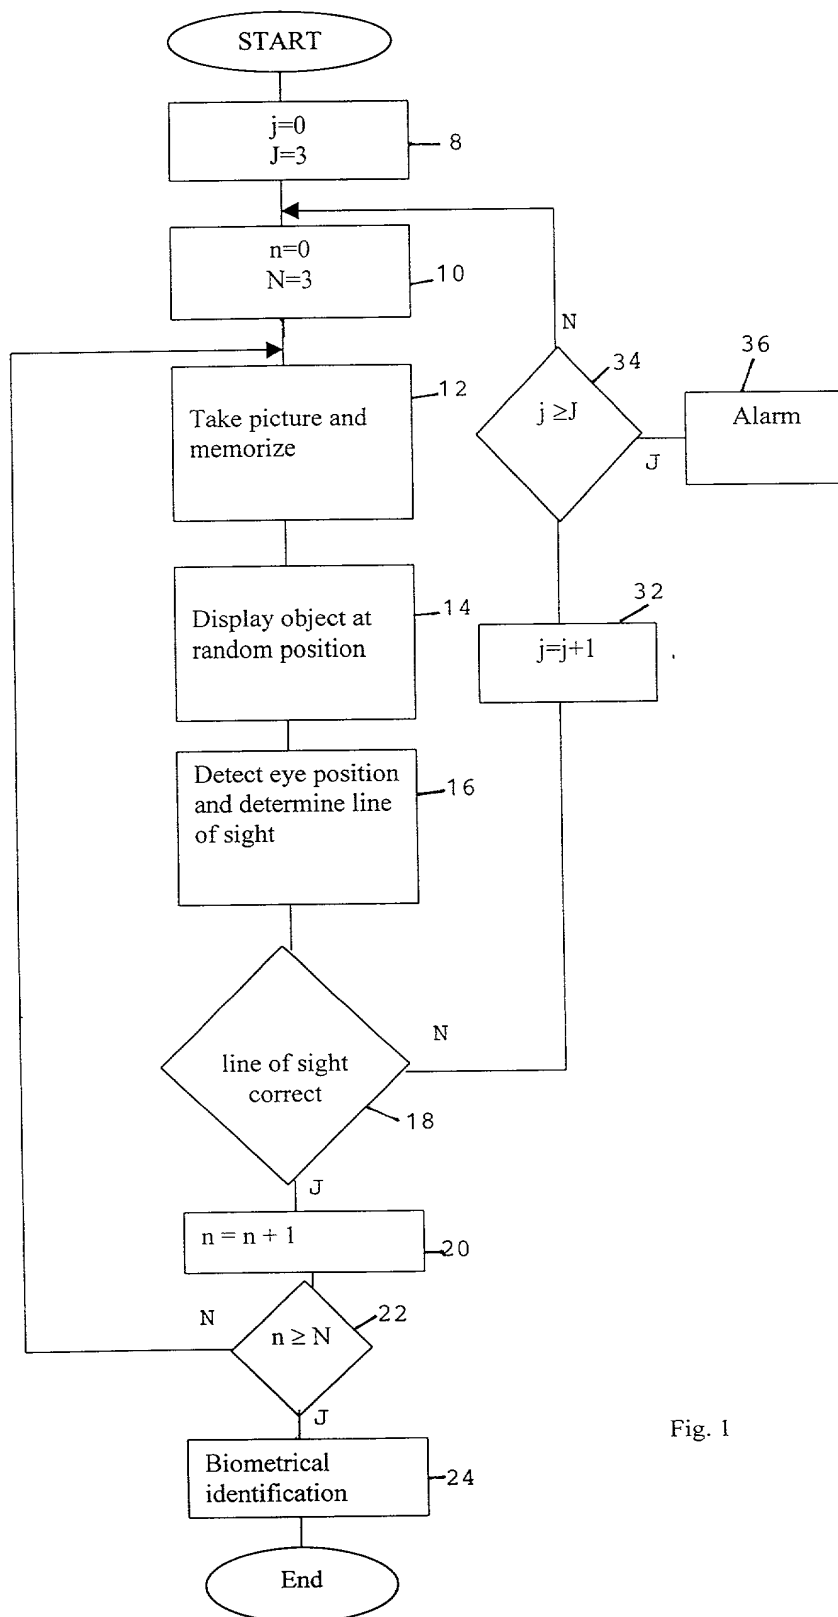 START
j=0
J=3
8
n=0
N=3
10
N
34
36
12
j ≥J
Alarm
J
Take picture and
memorize
14
32
Display object at
random position
j=j+1
Detect eye position
and determine line
of sight
16
N
line of sight
correct
18
J
n = n + 1
20
N
22
n ≥ N
J
Fig. 1
Biometrical
identification
24
End